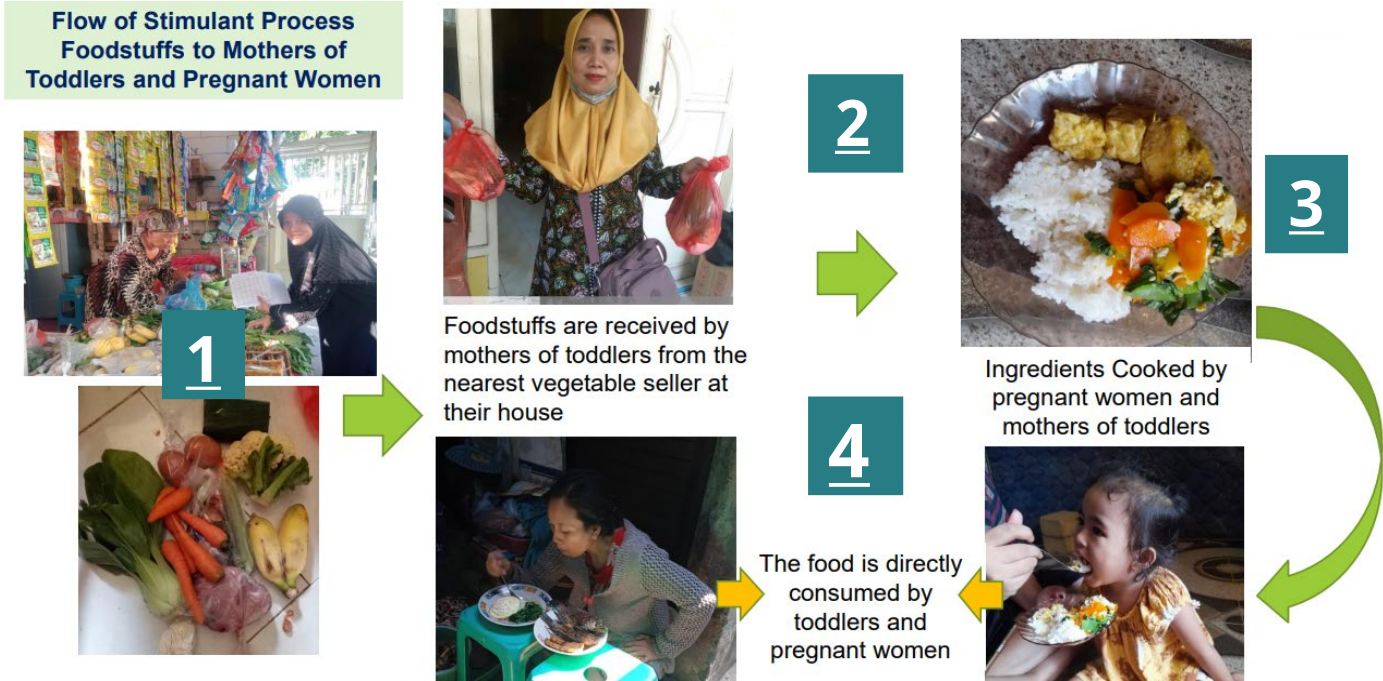 Flow of Stimulant Process
Foodstuffs to Mothers of
Toddlers and Pregnant Women
1
Foodstuffs are received by
mothers of toddlers from the
nearest vegetable seller at
their house
2
3
Ingredients Cooked by
pregnant women and
mothers of toddlers
4
The food is directly
consumed by
toddlers and
pregnant women